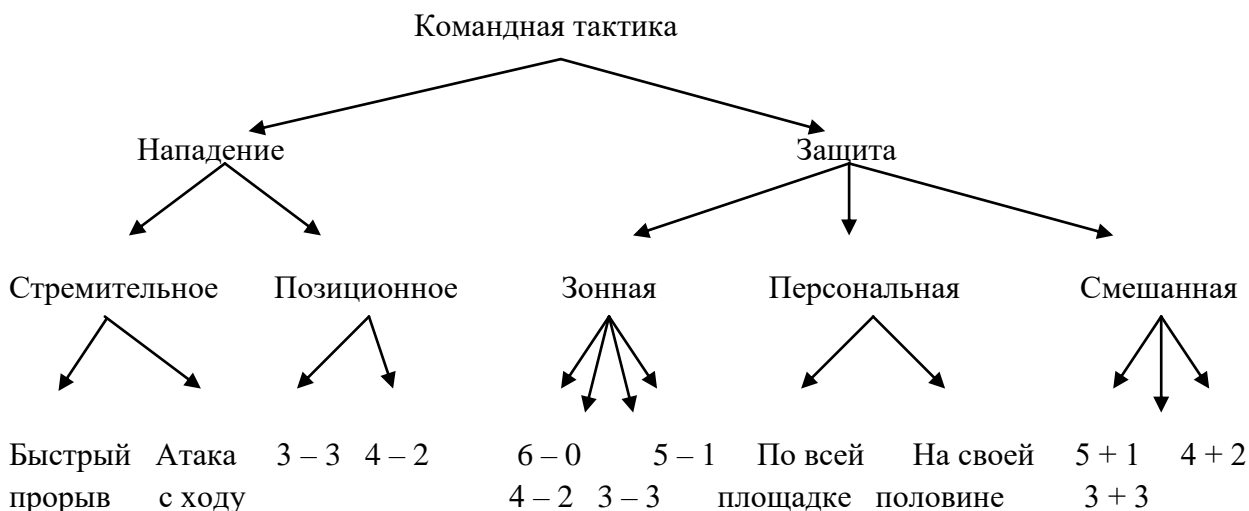 Командная тактика
Нападение Защита
Стремительное Позиционное Зонная Персональная Смешанная
Быстрый Атака 3 – 3 4 – 2 6 – 0 5 – 1 По всей На своей 5 + 1 4 + 2
прорыв с ходу 4 – 2 3 – 3 площадке половине 3 + 3